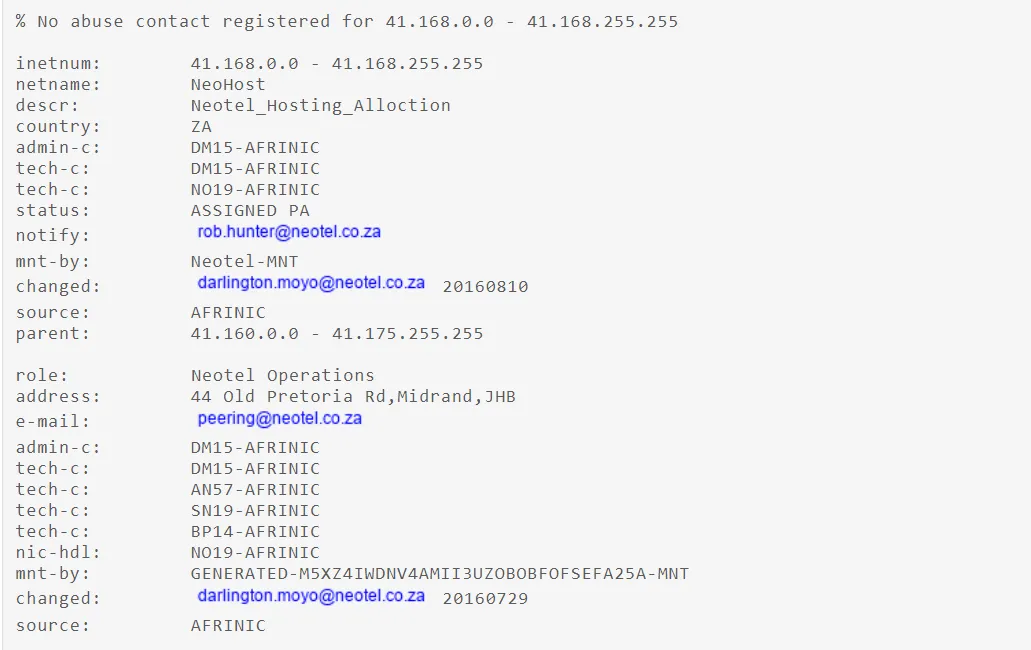 % No abuse contact registered for 41.168.0.0 - 41.168.255.255
inetnum: 41.168.0.0 - 41.168.255.255
netname: NeoHost
descr: Neotel_Hosting_Alloction
country: ZA
admin-c: DM15-AFRINIC
tech-c: DM15-AFRINIC
tech-c: NO19-AFRINIC
status: ASSIGNED PA
notify: rob.hunter@neotel.co.za
mnt-by: Neotel-MNT
changed: darlington.moyo@neotel.co.za 20160810
source: AFRINIC
parent: 41.160.0.0 - 41.175.255.255
role: Neotel Operations
address: 44 Old Pretoria Rd,Midrand,JHB
e-mail: peering@neotel.co.za
admin-c: DM15-AFRINIC
tech-c: DM15-AFRINIC
tech-c: AN57-AFRINIC
tech-c: SN19-AFRINIC
tech-c: BP14-AFRINIC
nic-hdl: NO19-AFRINIC
mnt-by: GENERATED-M5XZ4IWDNV4AMII3UZOBOBFOFSEFA25A-MNT
changed: darlington.moyo@neotel.co.za 20160729
source: AFRINIC